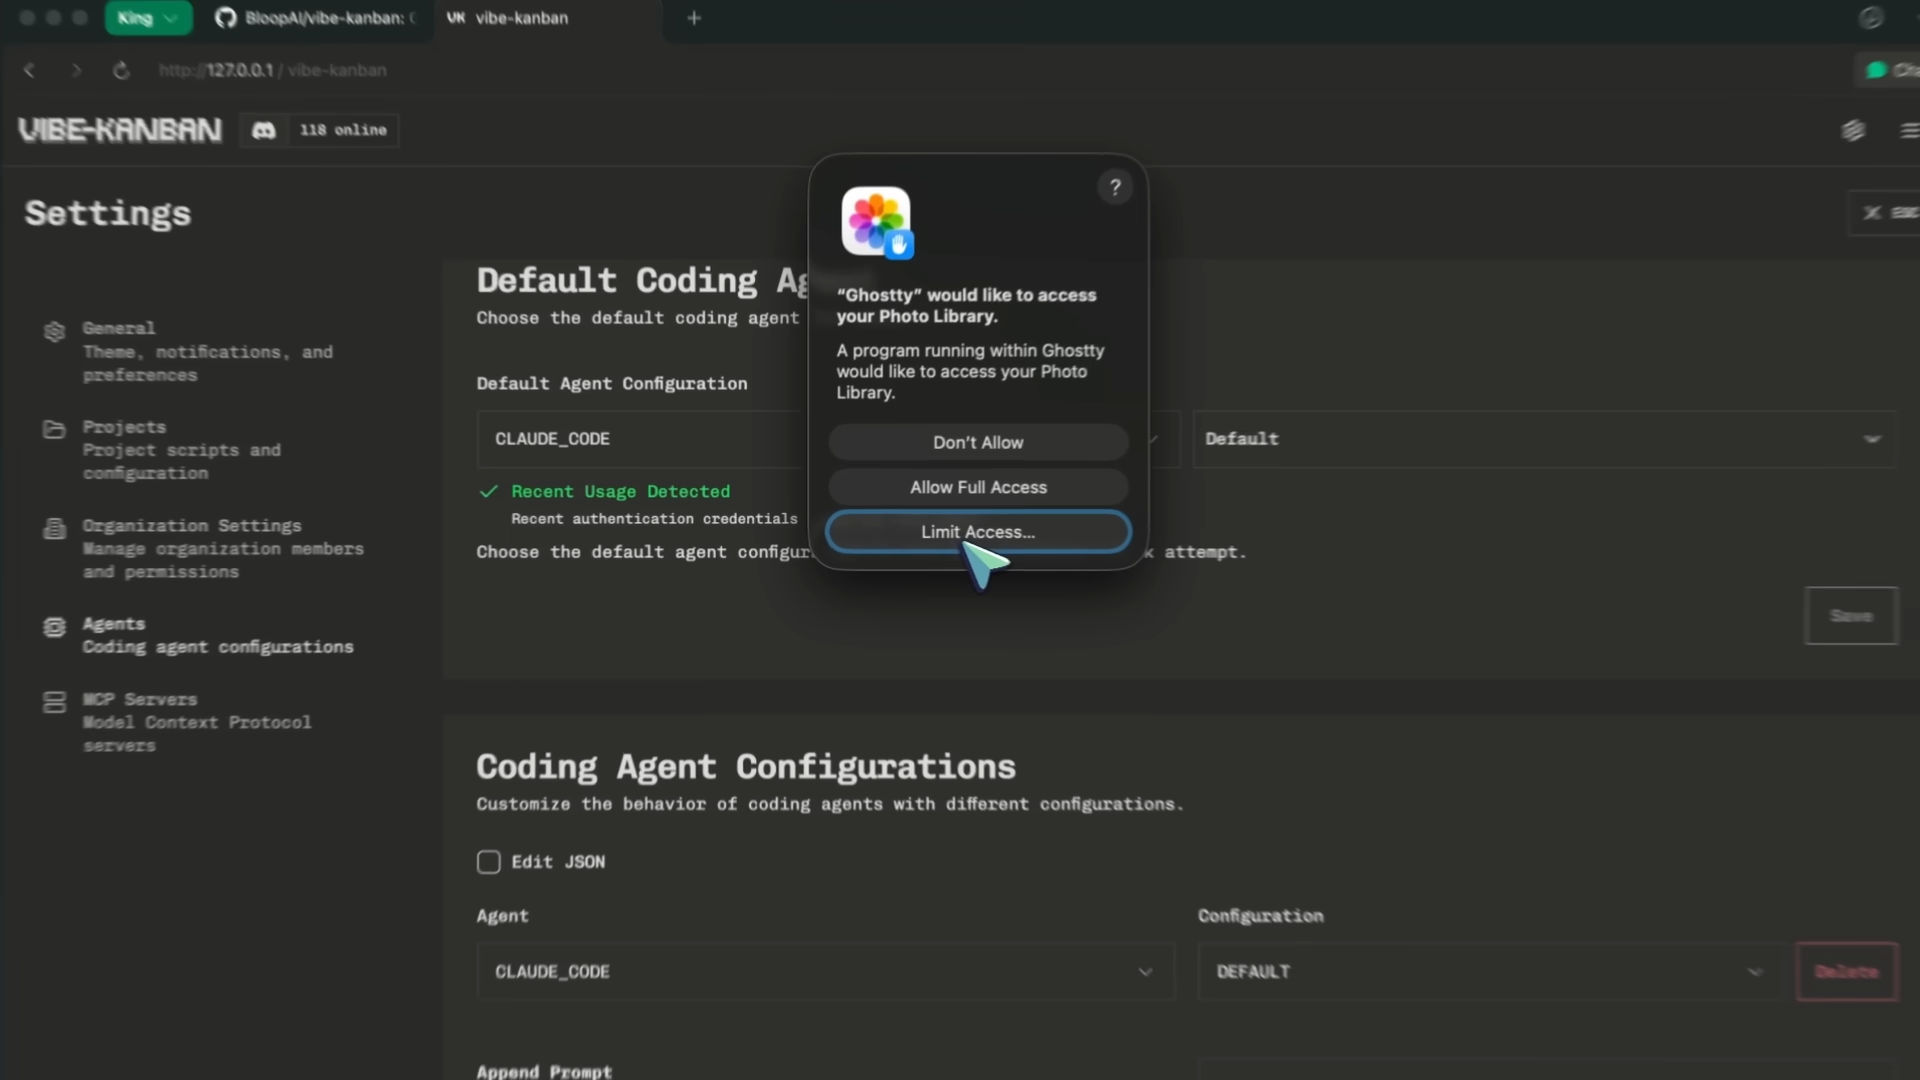 King
BloopAI/vibe-kanban:
VK vibe-kanban
http://127.0.0.1 / vibe-kanban
VIBE-KANBAN
118 online
Settings
esc
General
Theme, notifications, and
preferences
Projects
Project scripts and
configuration
Organization Settings
Manage organization members
and permissions
Agents
Coding agent configurations
MCP Servers
Model Context Protocol
servers
Default Coding
Choose the default coding agent
Default Agent Configuration
CLAUDE_CODE
Default
Recent Usage Detected
Recent authentication credentials
Choose the default agent
attempt.
Save
?
“Ghostty” would like to access
your Photo Library.
A program running within Ghostty
would like to access your Photo
Library.
Don’t Allow
Allow Full Access
Limit Access...
Coding Agent Configurations
Customize the behavior of coding agents with different configurations.
Edit JSON
Agent
Configuration
CLAUDE_CODE
DEFAULT
Delete
Append Prompt